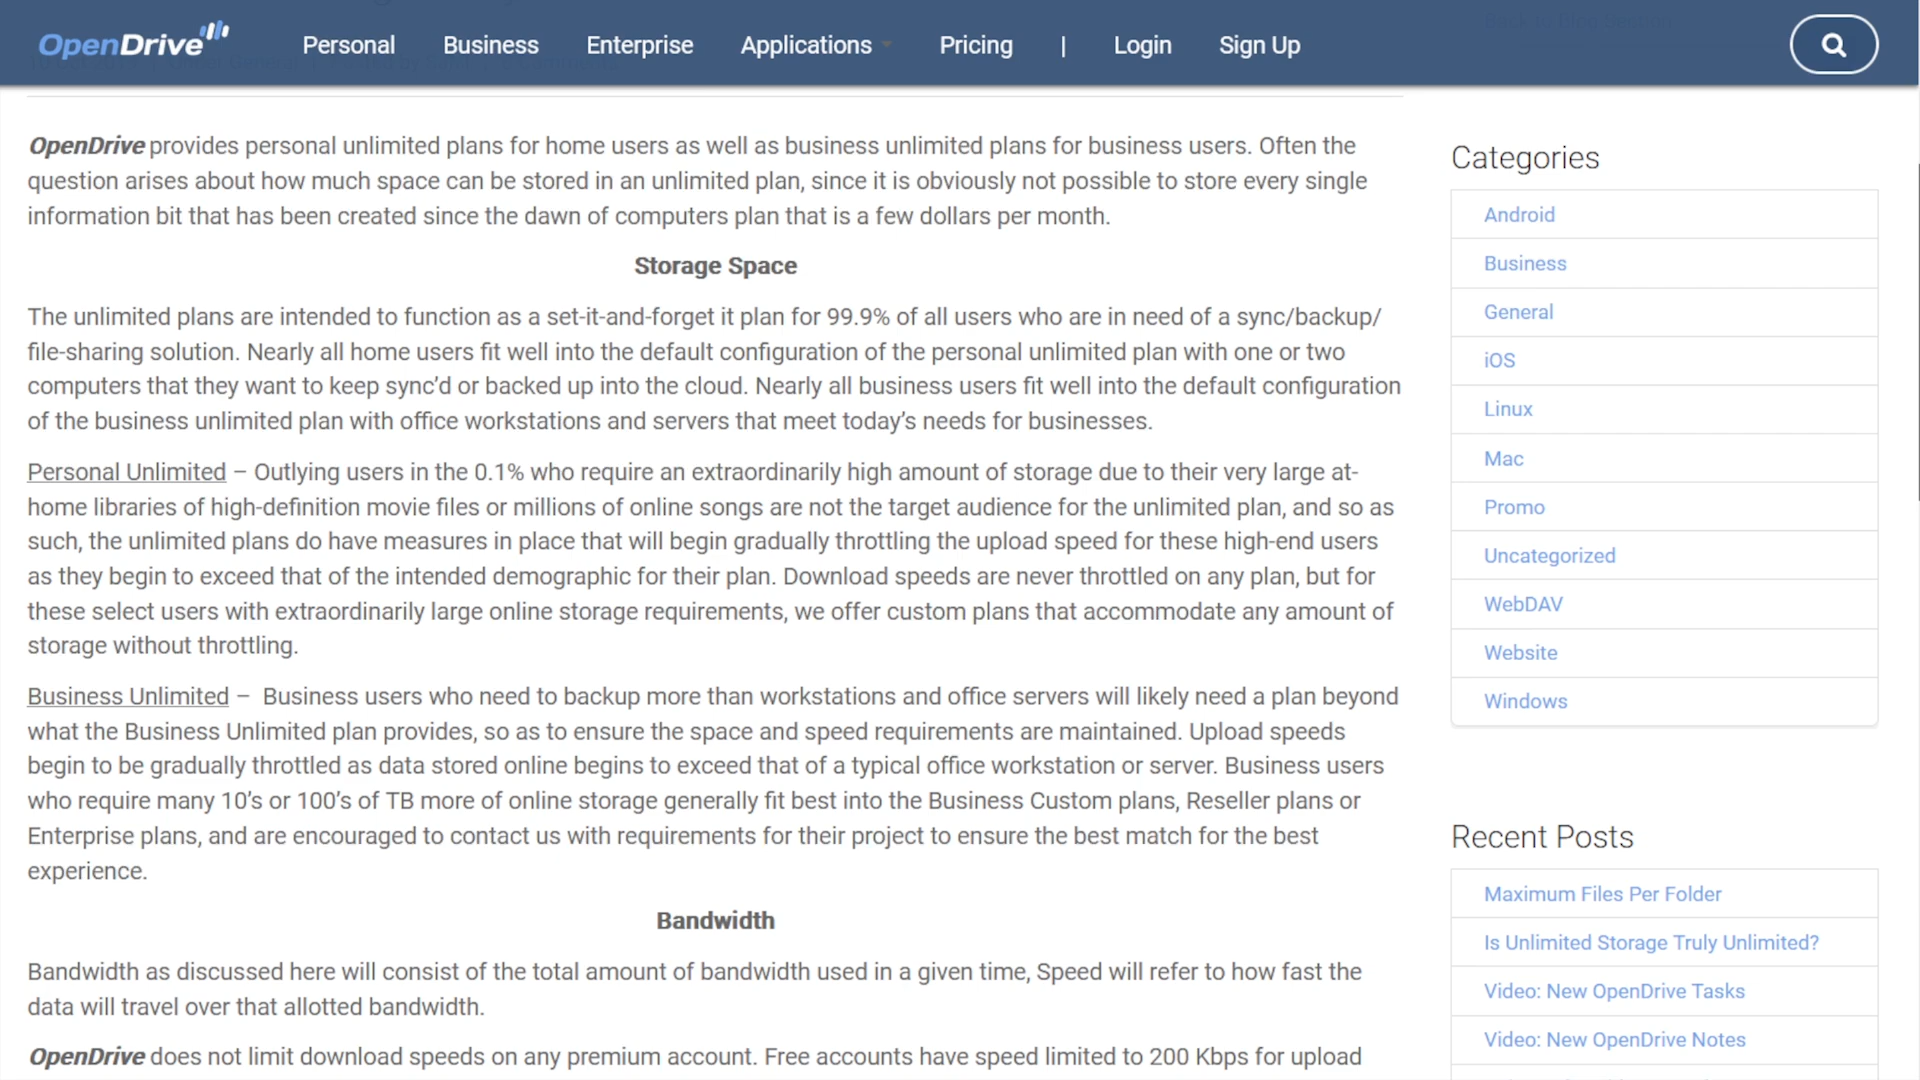 OpenDrive
Personal Business Enterprise Applications Pricing | Login Sign Up
OpenDrive provides personal unlimited plans for home users as well as business unlimited plans for business users. Often the
question arises about how much space can be stored in an unlimited plan, since it is obviously not possible to store every single
information bit that has been created since the dawn of computers plan that is a few dollars per month.
Storage Space
The unlimited plans are intended to function as a set-it-and-forget it plan for 99.9% of all users who are in need of a sync/backup/
file-sharing solution. Nearly all home users fit well into the default configuration of the personal unlimited plan with one or two
computers that they want to keep sync’d or backed up into the cloud. Nearly all business users fit well into the default configuration
of the business unlimited plan with office workstations and servers that meet today’s needs for businesses.
Personal Unlimited – Outlying users in the 0.1% who require an extraordinarily high amount of storage due to their very large at-
home libraries of high-definition movie files or millions of online songs are not the target audience for the unlimited plan, and so as
such, the unlimited plans do have measures in place that will begin gradually throttling the upload speed for these high-end users
as they begin to exceed that of the intended demographic for their plan. Download speeds are never throttled on any plan, but for
these select users with extraordinarily large online storage requirements, we offer custom plans that accommodate any amount of
storage without throttling.
Business Unlimited – Business users who need to backup more than workstations and office servers will likely need a plan beyond
what the Business Unlimited plan provides, so as to ensure the space and speed requirements are maintained. Upload speeds
begin to be gradually throttled as data stored online begins to exceed that of a typical office workstation or server. Business users
who require many 10’s or 100’s of TB more of online storage generally fit best into the Business Custom plans, Reseller plans or
Enterprise plans, and are encouraged to contact us with requirements for their project to ensure the best match for the best
experience.
Bandwidth
Bandwidth as discussed here will consist of the total amount of bandwidth used in a given time, Speed will refer to how fast the
data will travel over that allotted bandwidth.
OpenDrive does not limit download speeds on any premium account. Free accounts have speed limited to 200 Kbps for upload
Categories
Android
Business
General
iOS
Linux
Mac
Promo
Uncategorized
WebDAV
Website
Windows
Recent Posts
Maximum Files Per Folder
Is Unlimited Storage Truly Unlimited?
Video: New OpenDrive Tasks
Video: New OpenDrive Notes